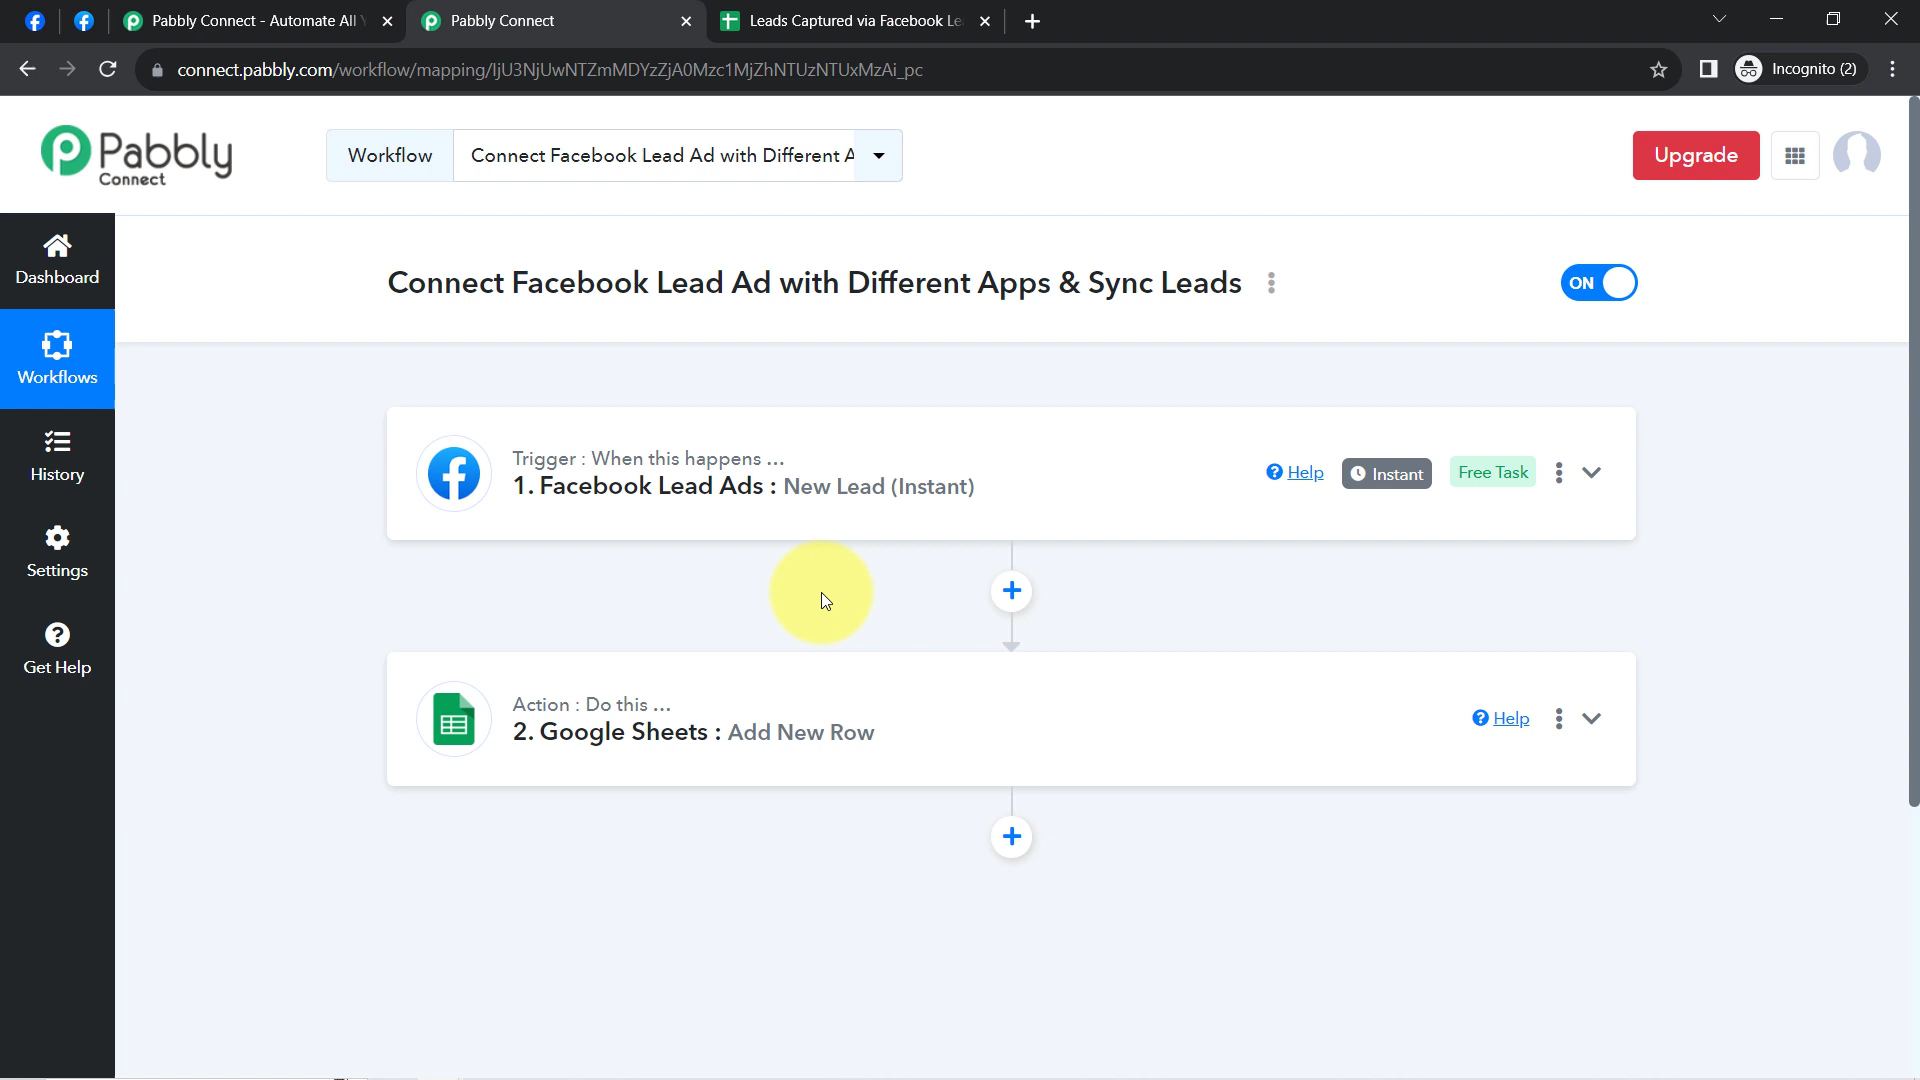 Pabbly Connect - Automate All
Pabbly Connect
Leads Captured via Facebook Le
connect.pabbly.com/workflow/mapping/IjU3NjUwNTZmMDYzZjA0Mzc1MjZhNTUzNTUxMzAi_pc
Incognito (2)
Pabbly
Connect
Workflow
Connect Facebook Lead Ad with Different A
Upgrade
Connect Facebook Lead Ad with Different Apps & Sync Leads
ON
Dashboard
Workflows
History
Settings
Get Help
Trigger : When this happens ...
1. Facebook Lead Ads : New Lead (Instant)
Help
Instant
Free Task
Action : Do this ...
2. Google Sheets : Add New Row
Help